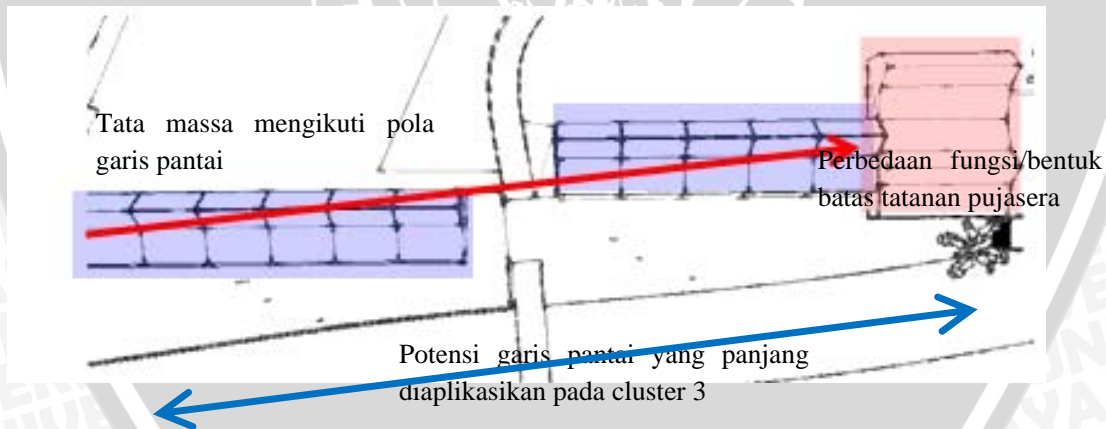 Tata massa mengikuti pola
garis pantai
Perbedaan fungsi/bentuk
batas tatanan pujasera
Potensi garis pantai yang panjang
diaplikasikan pada cluster 3